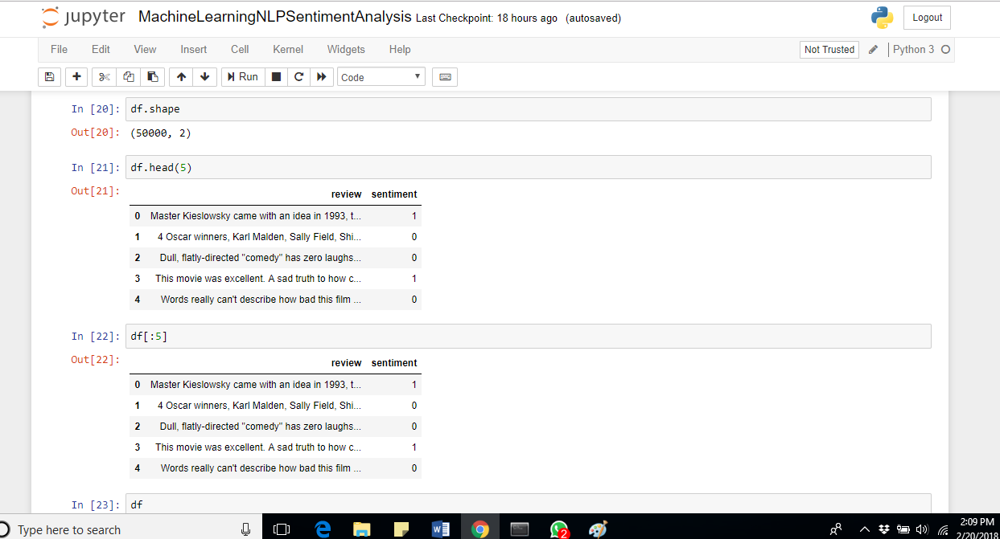 jupyter MachineLearningNLPSentimentAnalysis Last Checkpoint: 18 hours ago (autosaved) Logout
File Edit View Insert Cell Kernel Widgets Help Not Trusted Python 3
Run Code
In [20]: df.shape
Out[20]: (50000, 2)
In [21]: df.head(5)
Out[21]:
review sentiment
0 Master Kieslowsky came with an idea in 1993, t... 1
1 4 Oscar winners, Karl Malden, Sally Field, Shi... 0
2 Dull, flatly-directed "comedy" has zero laughs... 0
3 This movie was excellent. A sad truth to how c... 1
4 Words really can't describe how bad this film ... 0
In [22]: df[:5]
Out[22]:
review sentiment
0 Master Kieslowsky came with an idea in 1993, t... 1
1 4 Oscar winners, Karl Malden, Sally Field, Shi... 0
2 Dull, flatly-directed "comedy" has zero laughs... 0
3 This movie was excellent. A sad truth to how c... 1
4 Words really can't describe how bad this film ... 0
In [23]: df
Type here to search 2 2:09 PM
2/20/2018